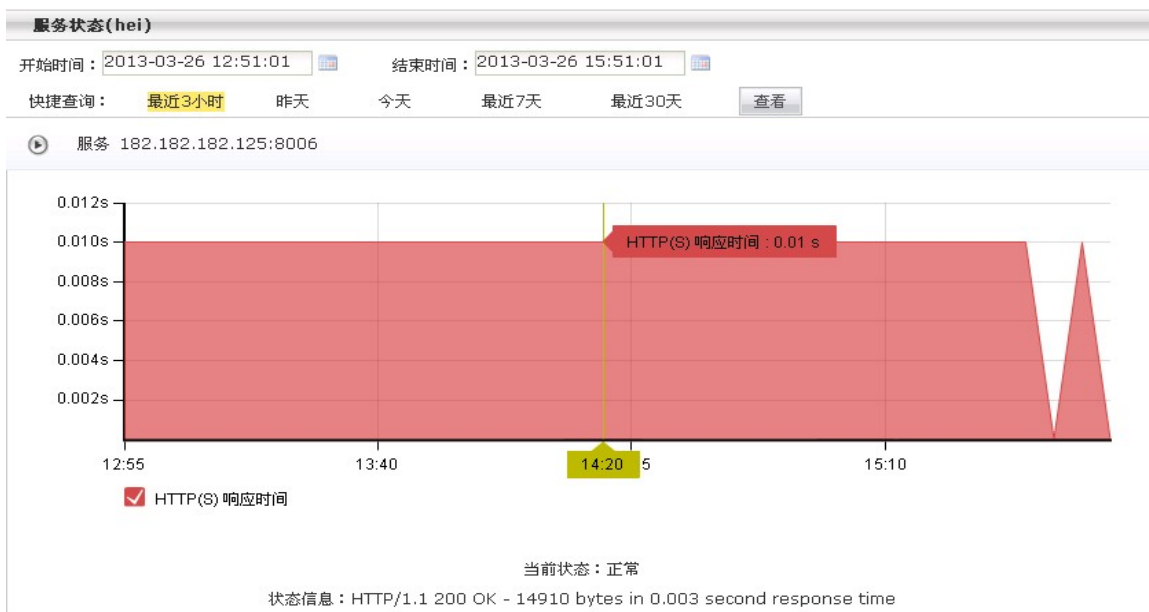 服务状态(hei)
开始时间：2013-03-26 12:51:01 结束时间：2013-03-26 15:51:01
快捷查询： 最近3小时 昨天 今天 最近7天 最近30天 查看
服务 182.182.182.125:8006
0.012s
0.010s
HTTP(S) 响应时间 : 0.01 s
0.008s
0.006s
0.004s
0.002s
12:55 13:40 14:20 5 15:10
HTTP(S) 响应时间
当前状态：正常
状态信息：HTTP/1.1 200 OK - 14910 bytes in 0.003 second response time